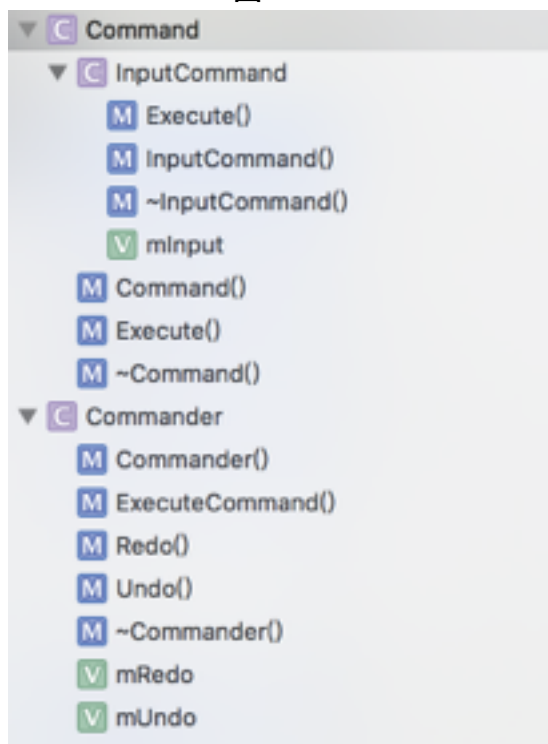 C Command
C InputCommand
M Execute()
M InputCommand()
M ~InputCommand()
V mInput
M Command()
M Execute()
M ~Command()
C Commander
M Commander()
M ExecuteCommand()
M Redo()
M Undo()
M ~Commander()
V mRedo
V mUndo